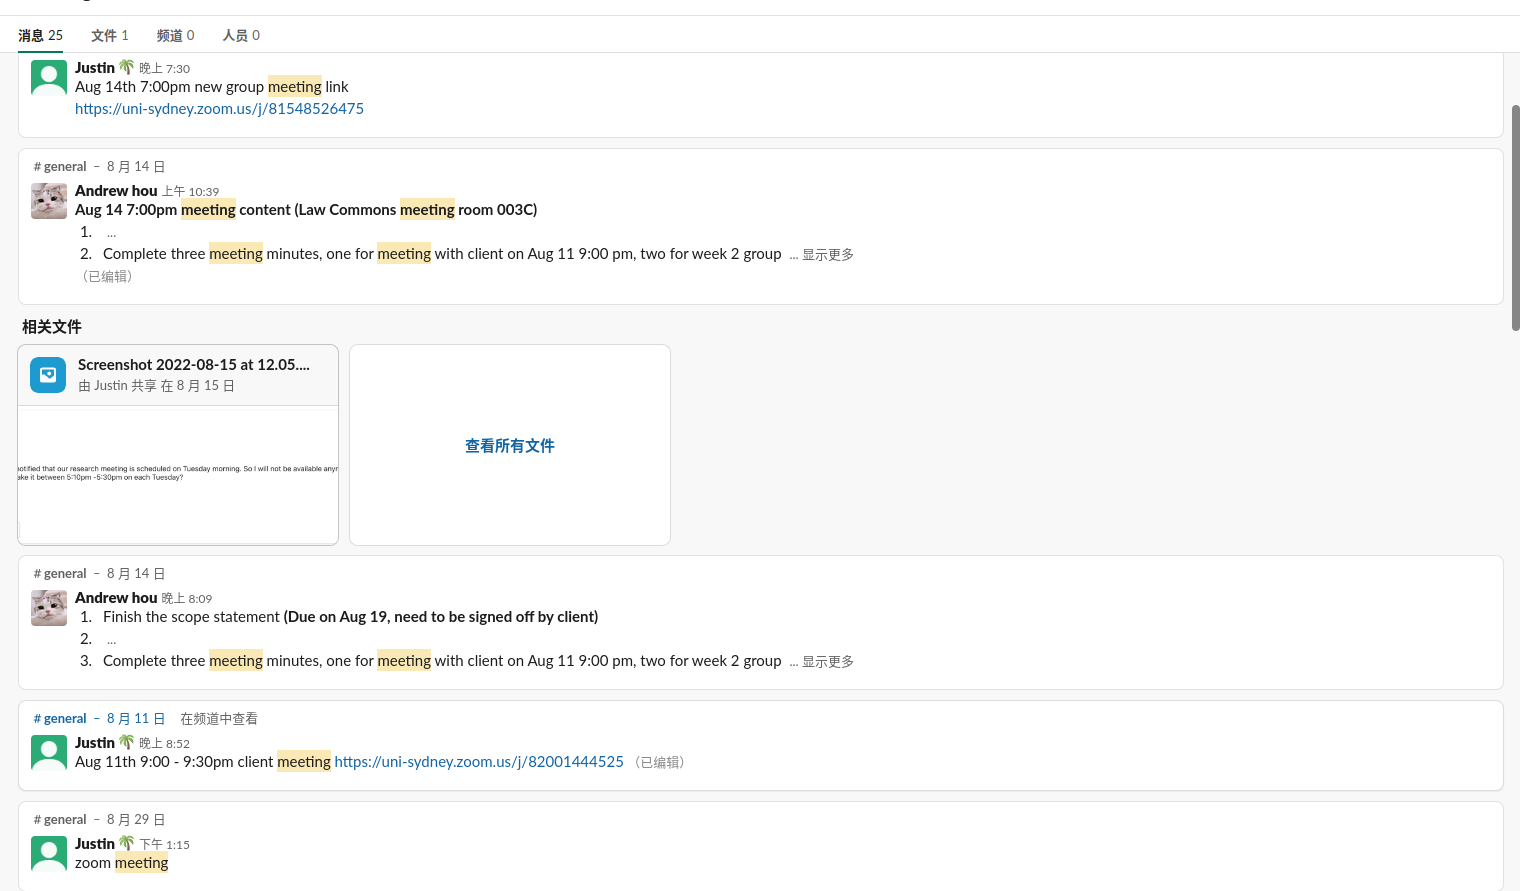 消息 25 文件 1 频道 0 人员 0
Justin 🌴 晚上 7:30
Aug 14th 7:00pm new group meeting link
https://uni-sydney.zoom.us/j/81548526475
# general – 8 月 14 日
Andrew hou 上午 10:39
Aug 14 7:00pm meeting content (Law Commons meeting room 003C)
1. ...
2. Complete three meeting minutes, one for meeting with client on Aug 11 9:00 pm, two for week 2 group ... 显示更多
（已编辑）
相关文件
Screenshot 2022-08-15 at 12.05....
由 Justin 共享 在 8 月 15 日
otified that our research meeting is scheduled on Tuesday morning. So I will not be available anyr
ake it between 5:10pm -5:30pm on each Tuesday?
查看所有文件
# general – 8 月 14 日
Andrew hou 晚上 8:09
1. Finish the scope statement (Due on Aug 19, need to be signed off by client)
2. ...
3. Complete three meeting minutes, one for meeting with client on Aug 11 9:00 pm, two for week 2 group ... 显示更多
# general – 8 月 11 日 在频道中查看
Justin 🌴 晚上 8:52
Aug 11th 9:00 - 9:30pm client meeting https://uni-sydney.zoom.us/j/82001444525 （已编辑）
# general – 8 月 29 日
Justin 🌴 下午 1:15
zoom meeting